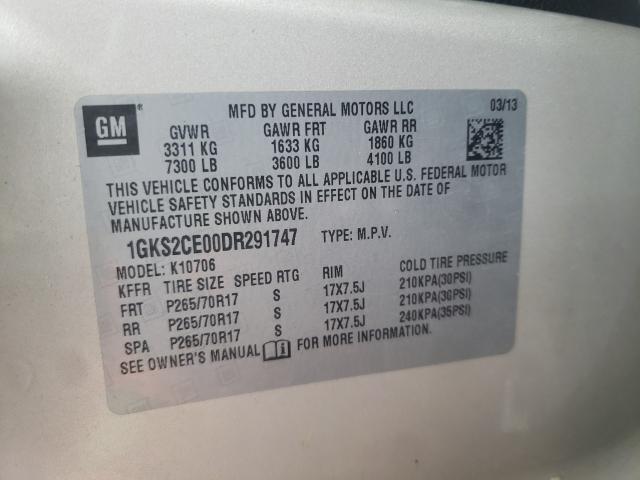 GM
MFD BY GENERAL MOTORS LLC 03/13
GVWR GAWR FRT GAWR RR
3311 KG 1633 KG 1860 KG
7300 LB 3600 LB 4100 LB
THIS VEHICLE CONFORMS TO ALL APPLICABLE U.S. FEDERAL MOTOR
VEHICLE SAFETY STANDARDS IN EFFECT ON THE DATE OF
MANUFACTURE SHOWN ABOVE.
1GKS2CE00DR291747 TYPE: M.P.V.
MODEL: K10706
KFFR TIRE SIZE SPEED RTG RIM COLD TIRE PRESSURE
FRT P265/70R17 S 17X7.5J 210KPA(30PSI)
RR P265/70R17 S 17X7.5J 210KPA(30PSI)
SPA P265/70R17 S 17X7.5J 240KPA(35PSI)
SEE OWNER'S MANUAL i FOR MORE INFORMATION.